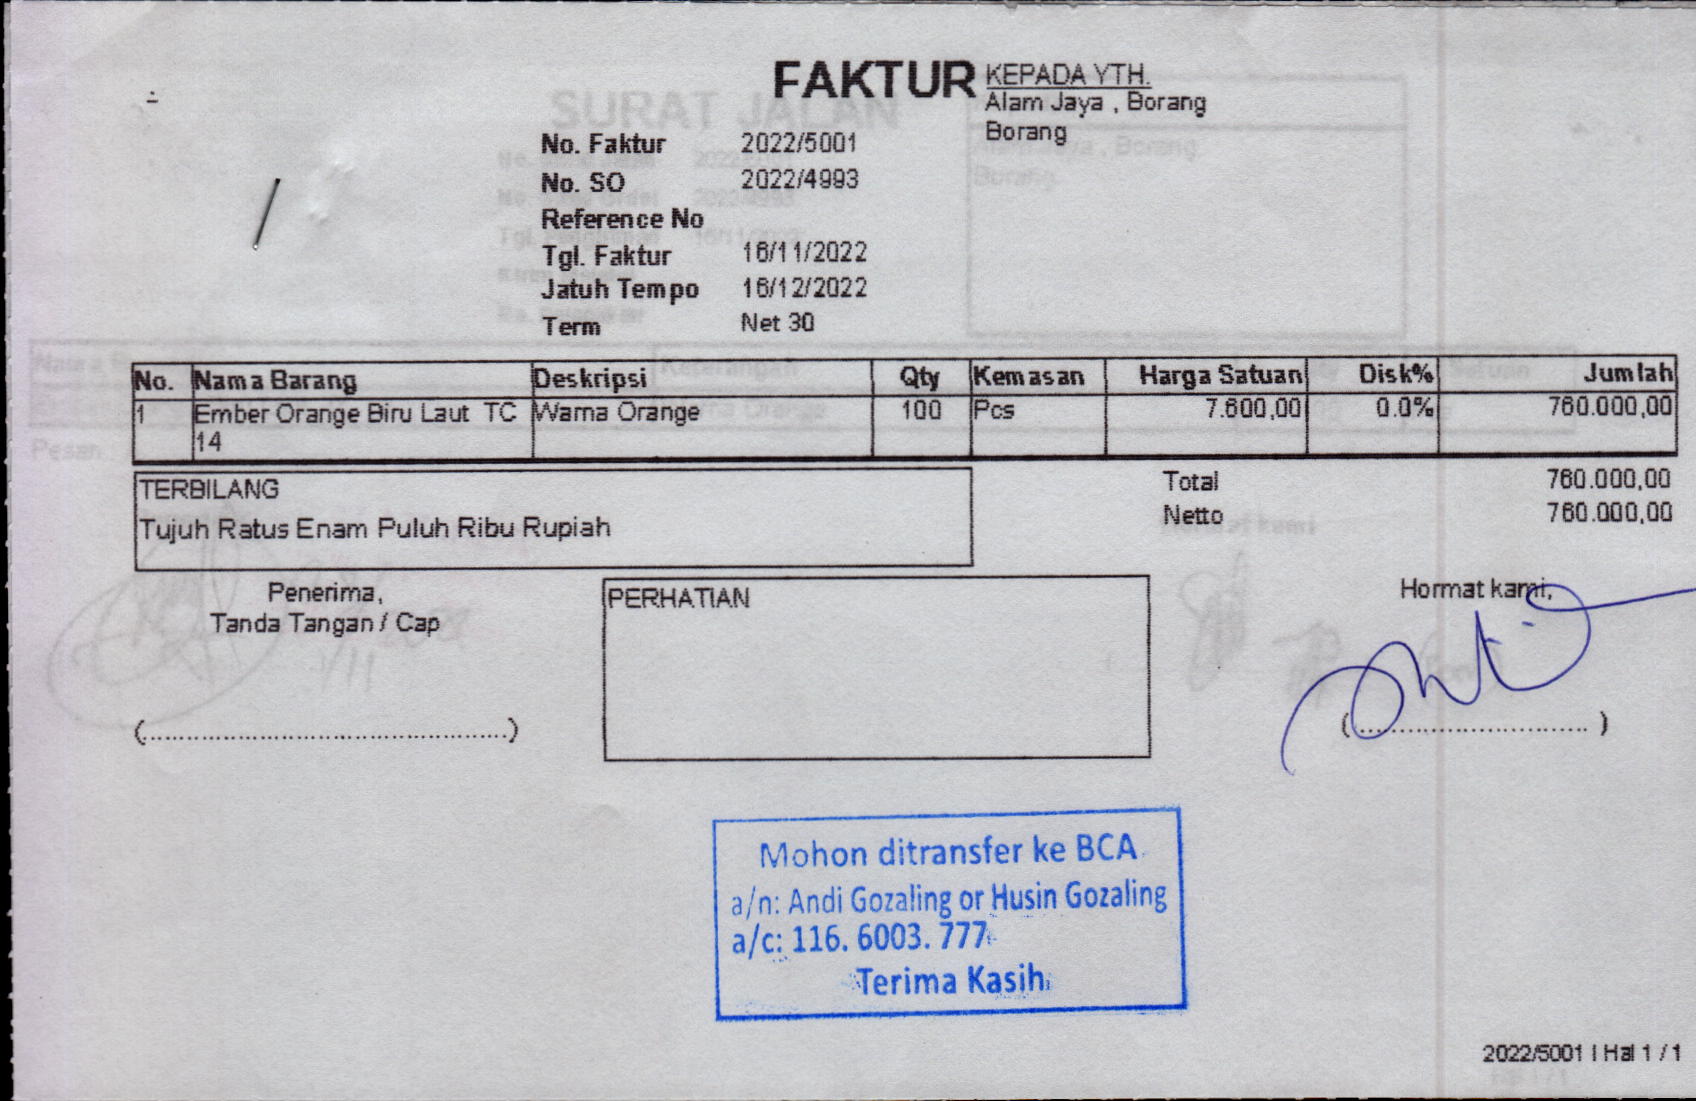 FAKTUR
KEPADA YTH.
Alam Jaya , Borang
Borang
No. Faktur 2022/5001
No. SO 2022/4993
Reference No
Tgl. Faktur 16/11/2022
Jatuh Tempo 16/12/2022
Term Net 30
No. Nama Barang Deskripsi Qty Kemasan Harga Satuan Disk% Jumlah
1 Ember Orange Biru Laut TC Warna Orange 100 Pcs 7.600,00 0.0% 760.000,00
14
TERBILANG
Tujuh Ratus Enam Puluh Ribu Rupiah
Total 760.000,00
Netto 760.000,00
Penerima,
Tanda Tangan / Cap
(................................................)
PERHATIAN
Hormat kami,
(................................)
Mohon ditransfer ke BCA
a/n: Andi Gozaling or Husin Gozaling
a/c: 116. 6003. 777
Terima Kasih
2022/5001 | Hal 1 / 1
SURAT JALAN